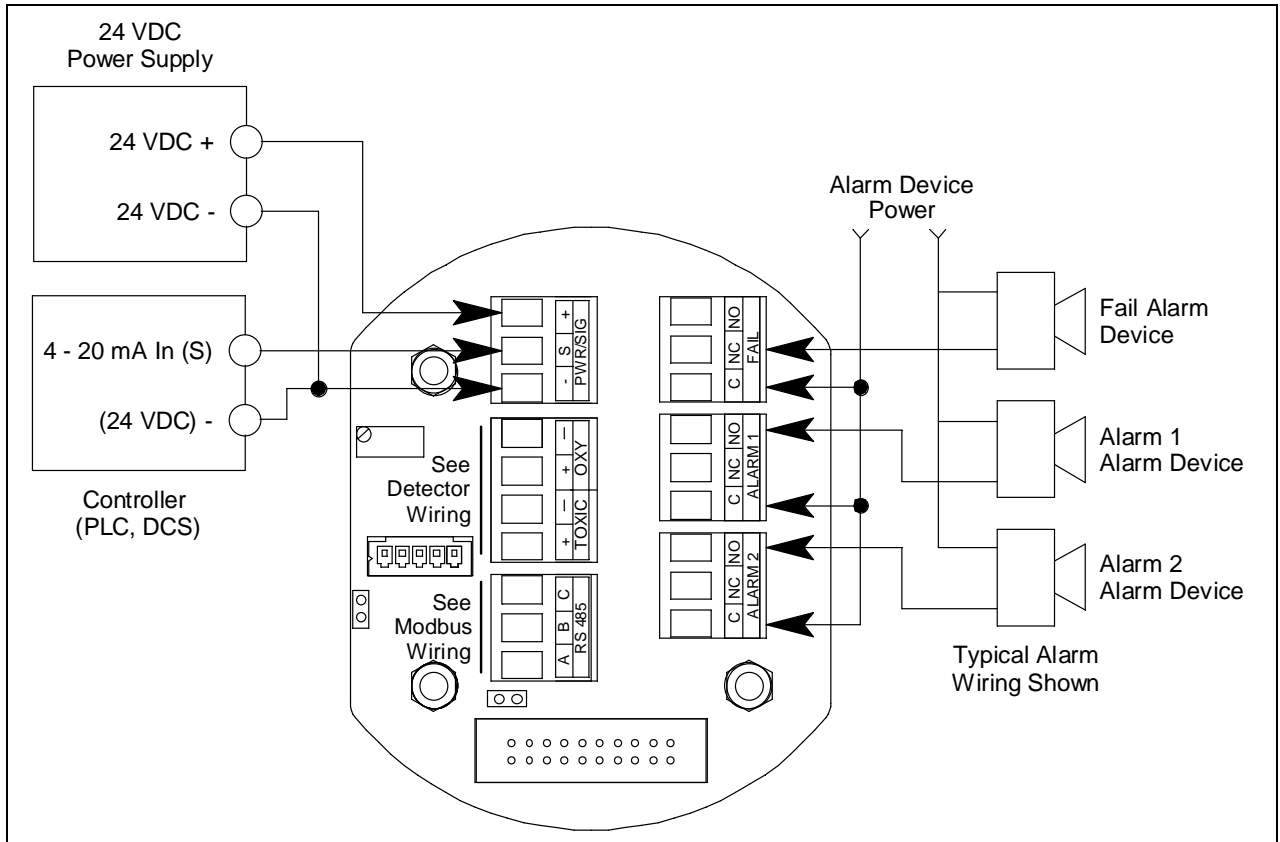 24 VDC
Power Supply
24 VDC +
24 VDC -
4 - 20 mA In (S)
(24 VDC) -
Controller
(PLC, DCS)
+
S
-
PWR/SIG
See
Detector
Wiring
–
+
OXY
–
+
TOXIC
See
Modbus
Wiring
C
B
A
RS 485
NO
NC
C
FAIL
NO
NC
C
ALARM 1
NO
NC
C
ALARM 2
Alarm Device
Power
Fail Alarm
Device
Alarm 1
Alarm Device
Alarm 2
Alarm Device
Typical Alarm
Wiring Shown